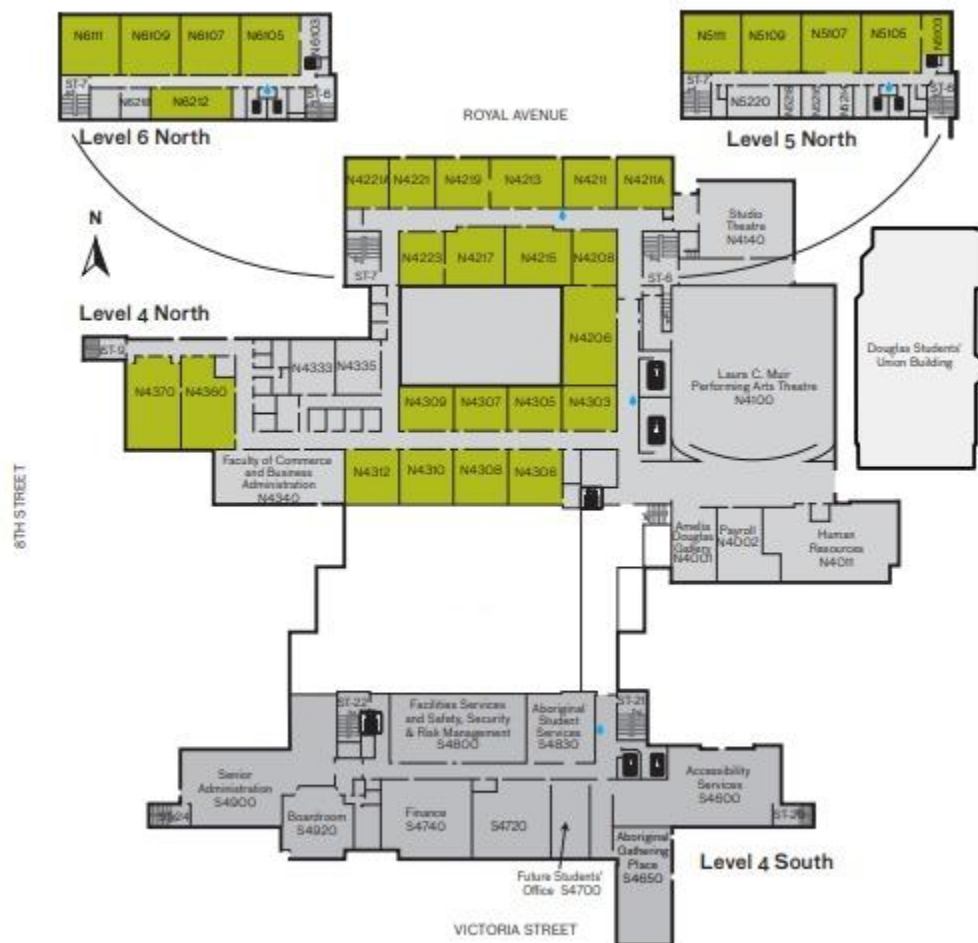 N6111 N6109 N6107 N6105 N6103
ST-7 N6218 N6212 ST-6
Level 6 North
N5111 N5109 N5107 N5105 N5103
ST-7 N5220 N5218 N5216 N5214 ST-6
Level 5 North
ROYAL AVENUE
N4221A N4221 N4219 N4213 N4211 N4211A
Studio
Theatre
N4140
N
N4223 N4217 N4215 N4208
ST-7
ST-6
Level 4 North
ST-9
N4206
N4333 N4335
Douglas Students'
Union Building
Laura C. Muir
Performing Arts Theatre
N4100
N4370 N4360
N4309 N4307 N4305 N4303
Faculty of Commerce
and Business
Administration
N4340
N4312 N4310 N4308 N4306
8TH STREET
Amelia
Douglas
Gallery
N4001
Payroll
N4002
Human
Resources
N4011
ST-22
Facilities Services
and Safety, Security
& Risk Management
S4800
Aboriginal
Student
Services
S4830
ST-21
Senior
Administration
S4900
Accessibility
Services
S4600
Boardroom
S4920
Finance
S4740
S4720
Aboriginal
Gathering
Place
S4650
Level 4 South
Future Students'
Office S4700
VICTORIA STREET